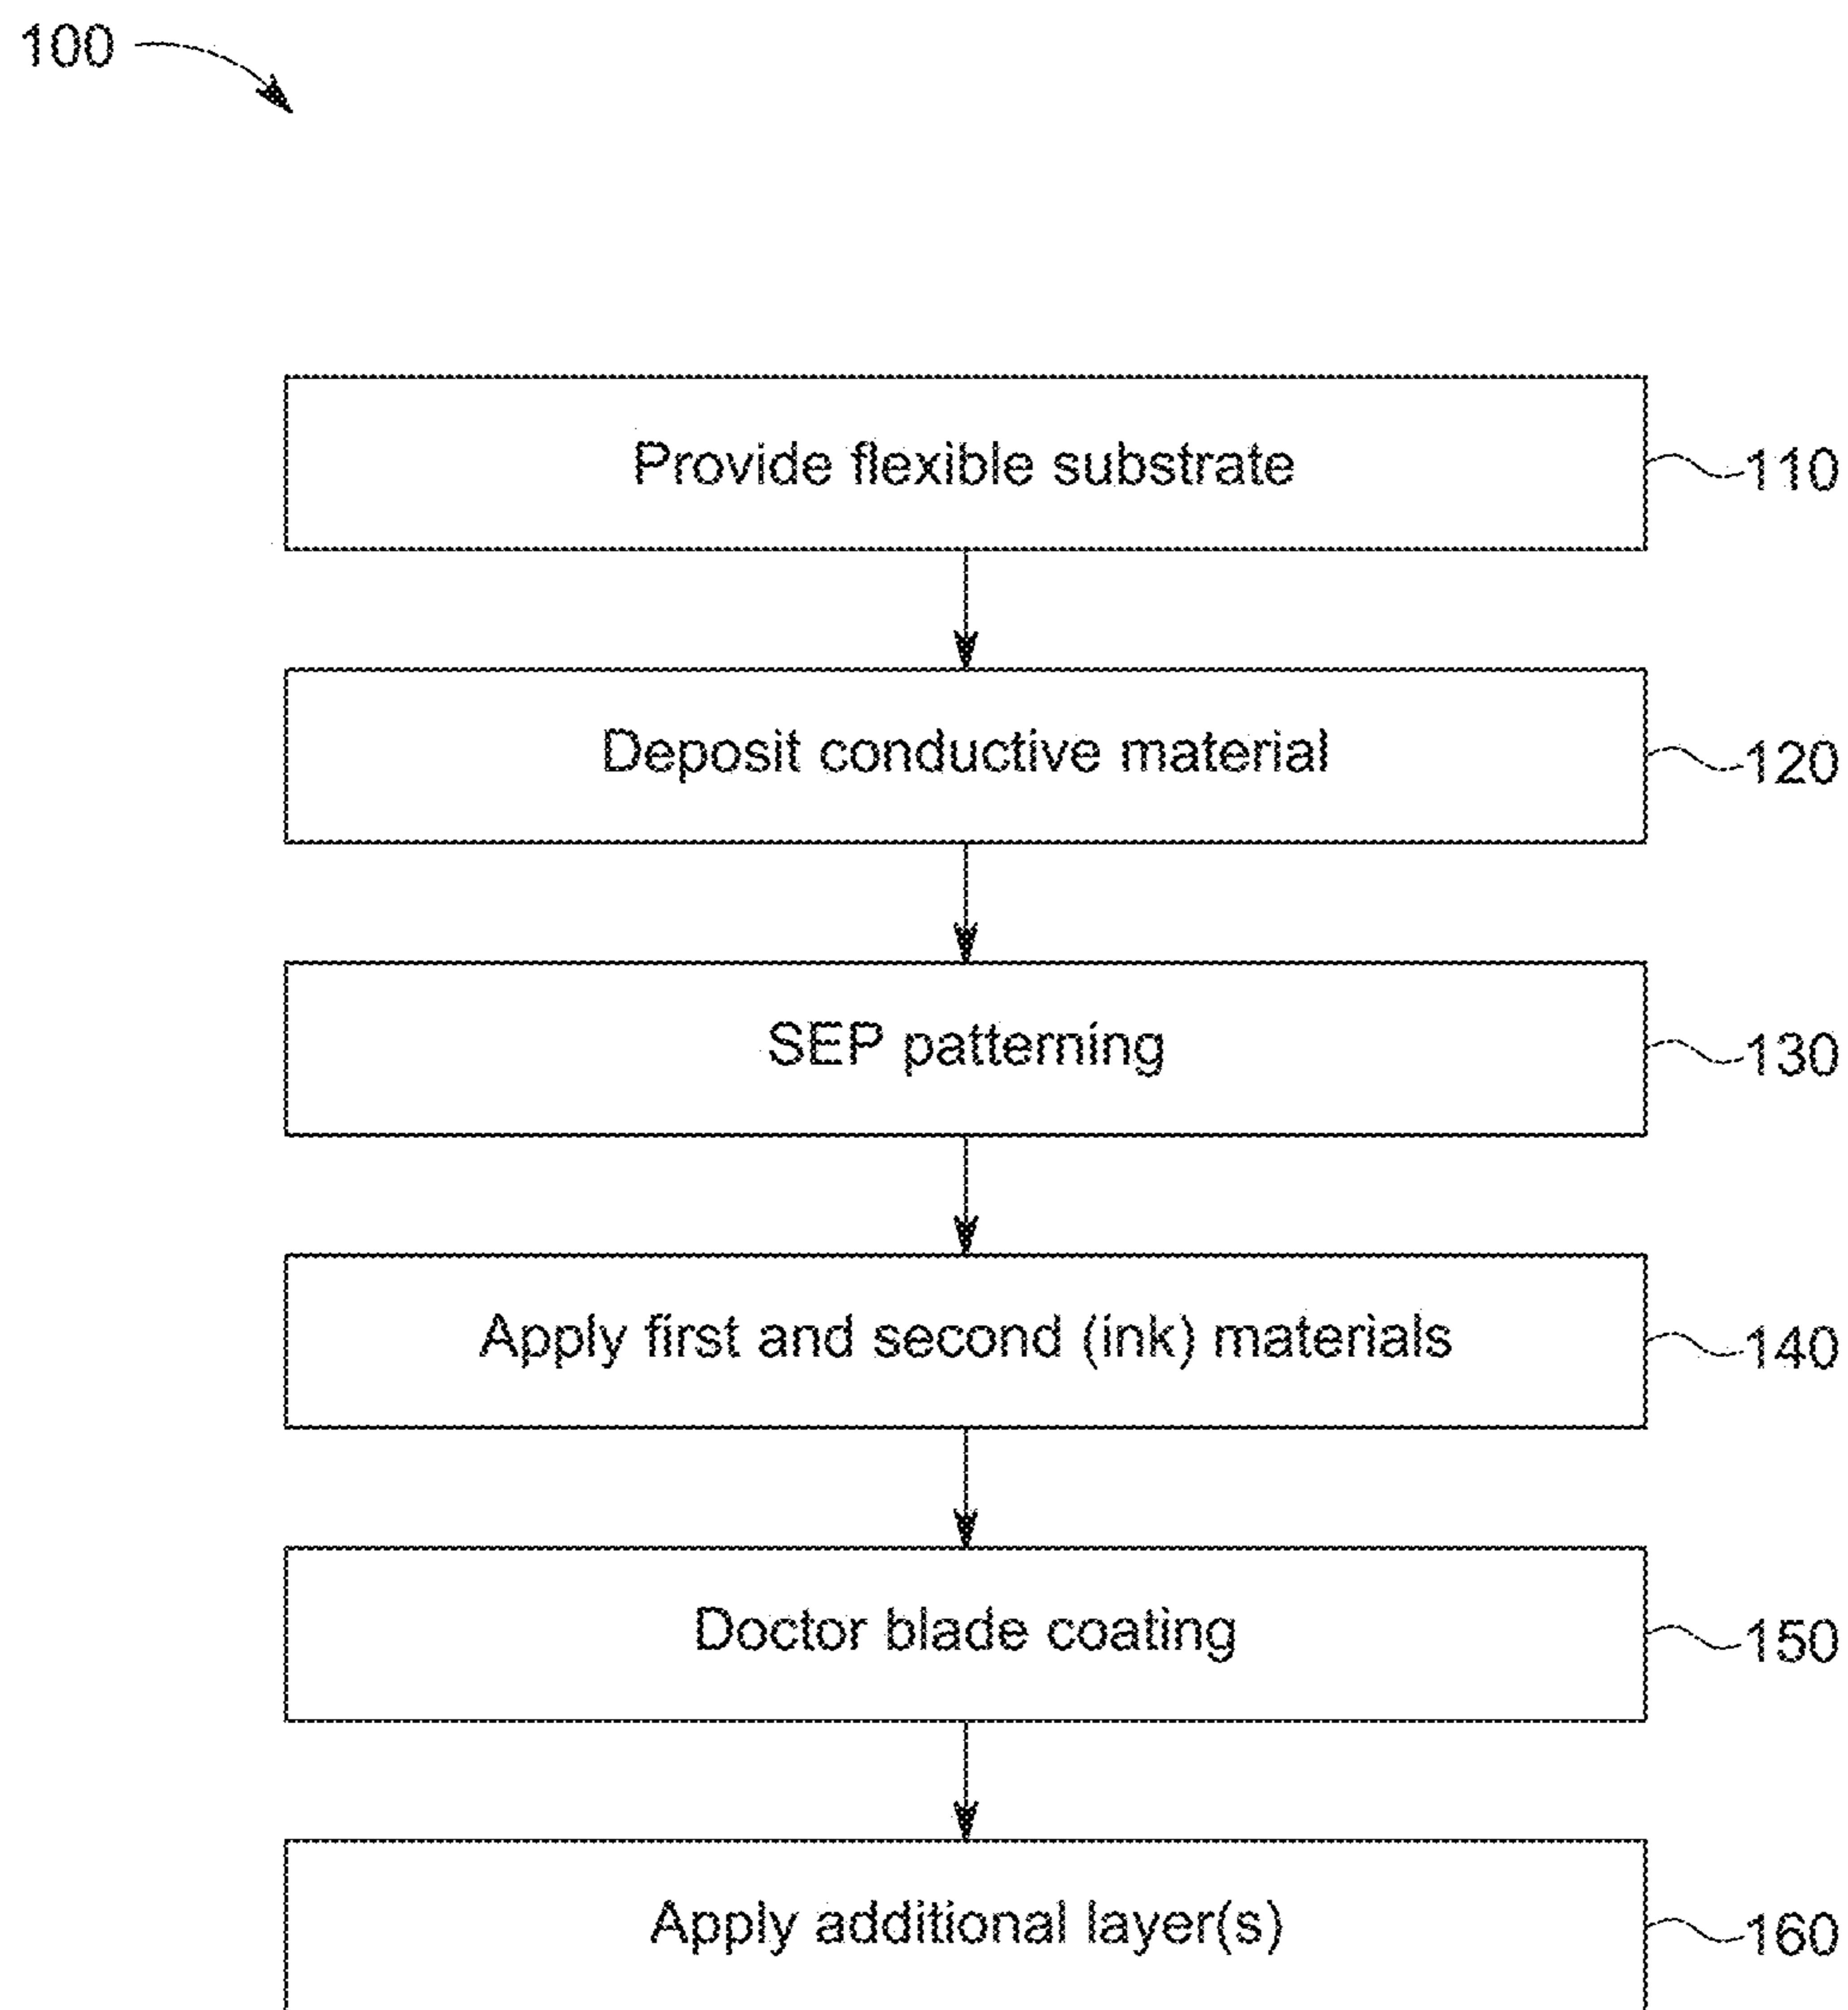 100
Provide flexible substrate 110
Deposit conductive material 120
SEP patterning 130
Apply first and second (ink) materials 140
Doctor blade coating 150
Apply additional layer(s) 160